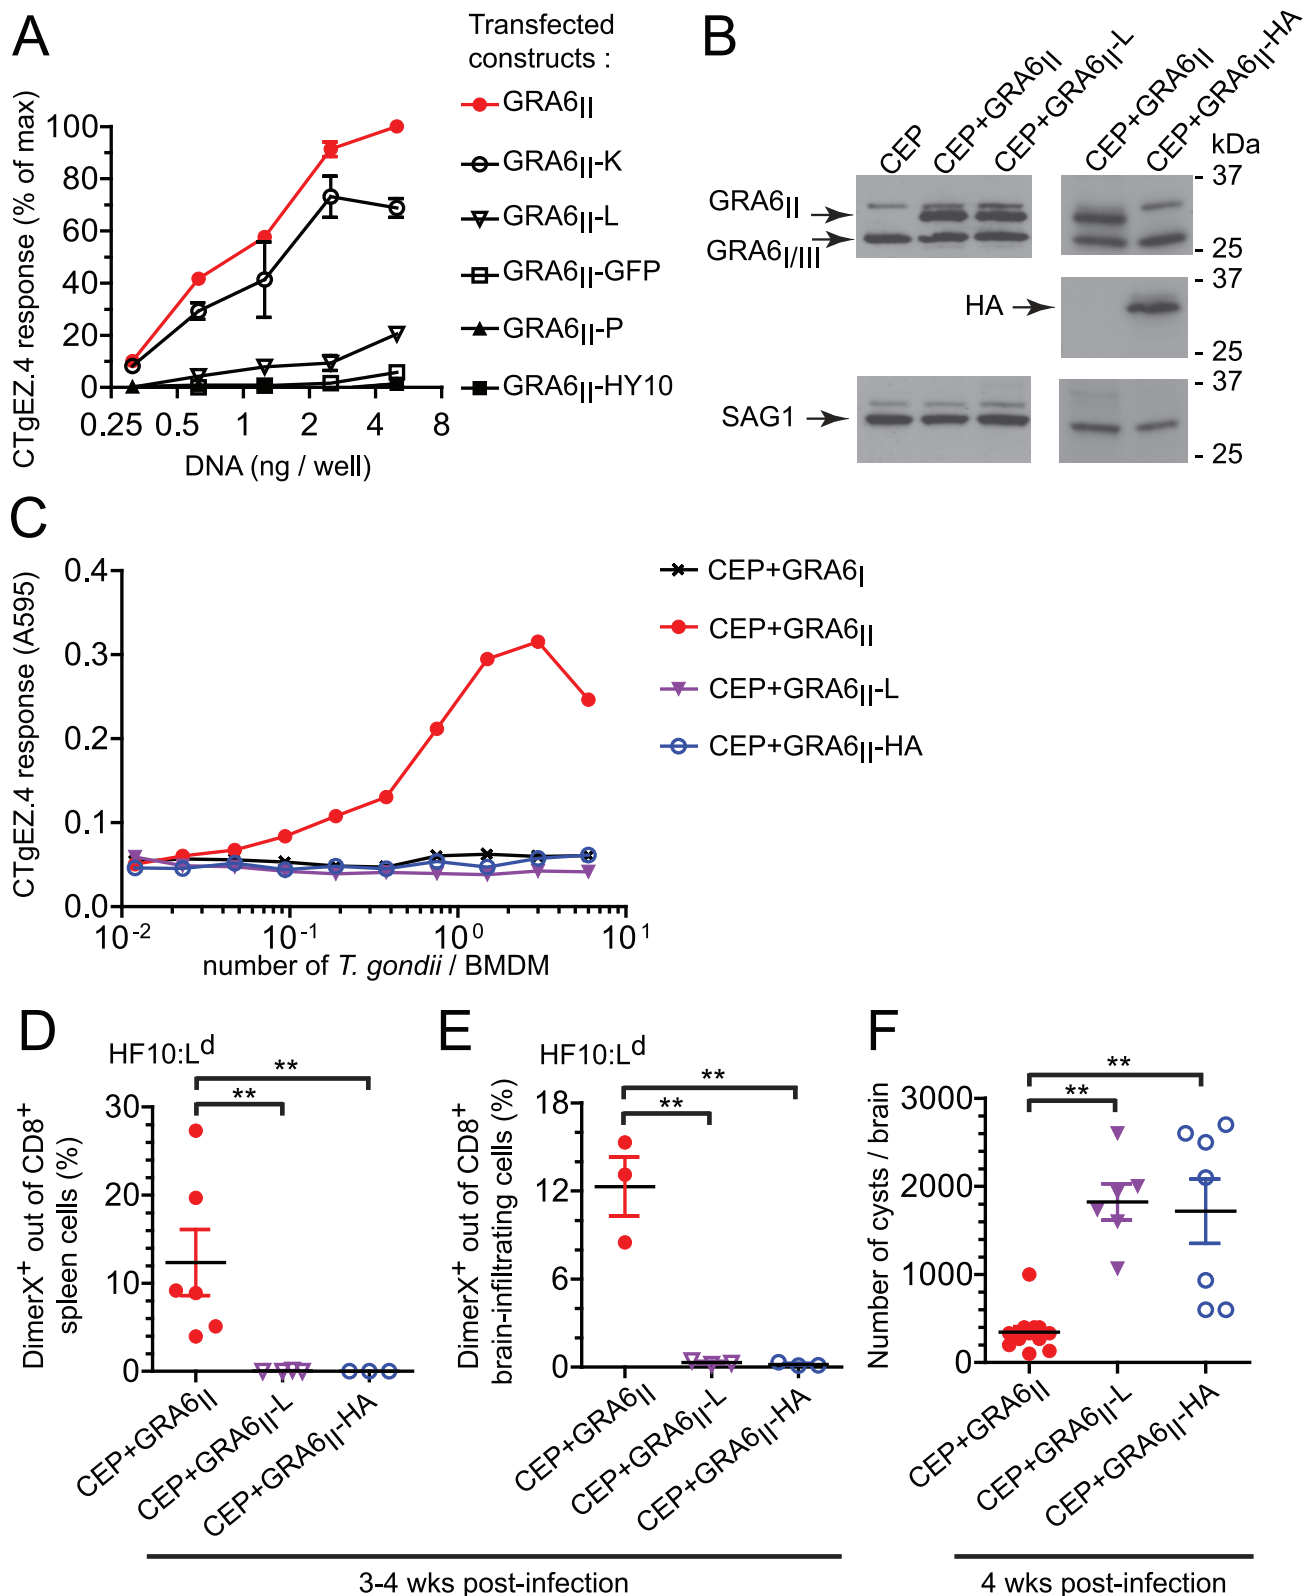 A
Transfected
constructs :
GRA6II
GRA6II-K
GRA6II-L
GRA6II-GFP
GRA6II-P
GRA6II-HY10
CTgEZ.4 response (% of max)
100
80
60
40
20
0
0.25 0.5 1 2 4 8
DNA (ng / well)
B
CEP
CEP+GRA6II
CEP+GRA6II-L
CEP+GRA6II
CEP+GRA6II-HA
kDa
- 37
GRA6II
GRA6I/III
- 25
- 37
HA
- 25
- 37
SAG1
- 25
C
CTgEZ.4 response (A595)
0.4
0.3
0.2
0.1
0.0
10-2 10-1 100 101
number of T. gondii / BMDM
CEP+GRA6I
CEP+GRA6II
CEP+GRA6II-L
CEP+GRA6II-HA
D
HF10:Ld
**
**
DimerX+ out of CD8+
spleen cells (%)
30
20
10
0
CEP+GRA6II
CEP+GRA6II-L
CEP+GRA6II-HA
E
HF10:Ld
**
**
DimerX+ out of CD8+
brain-infiltrating cells (%)
18
12
6
0
CEP+GRA6II
CEP+GRA6II-L
CEP+GRA6II-HA
3-4 wks post-infection
F
**
**
Number of cysts / brain
3000
2000
1000
0
CEP+GRA6II
CEP+GRA6II-L
CEP+GRA6II-HA
4 wks post-infection